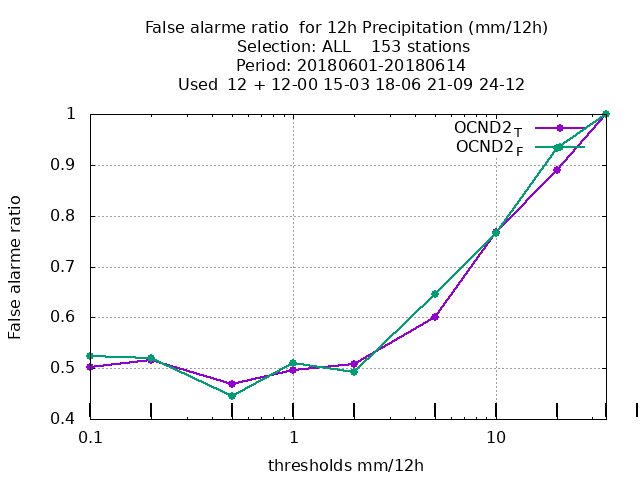 False alarme ratio  for 12h Precipitation (mm/12h)
Selection: ALL    153 stations
Period: 20180601-20180614
Used  12 + 12-00 15-03 18-06 21-09 24-12
OCND2T
OCND2F
1
0.9
0.8
0.7
0.6
0.5
0.4
False alarme ratio
0.1 1 10
thresholds mm/12h